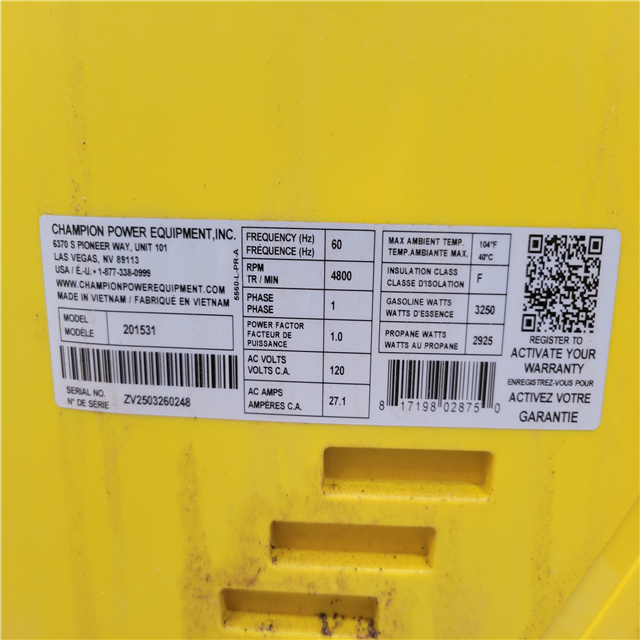 CHAMPION POWER EQUIPMENT,INC.
6370 S PIONEER WAY, UNIT 101
LAS VEGAS, NV 89113
USA / É.-U. • 1-877-338-0999
WWW.CHAMPIONPOWEREQUIPMENT.COM
MADE IN VIETNAM / FABRIQUÉ EN VIETNAM
5560-L-PR-A
MODEL
MODÈLE
201531
SERIAL NO.
N° DE SÉRIE
ZV2503260248
FREQUENCY (Hz)
FRÉQUENCE (Hz)
60
RPM
TR / MIN
4800
PHASE
PHASE
1
POWER FACTOR
FACTEUR DE
PUISSANCE
1.0
AC VOLTS
VOLTS C.A.
120
AC AMPS
AMPÈRES C.A.
27.1
MAX AMBIENT TEMP.
TEMP.AMBIANTE MAX.
104°F
40°C
INSULATION CLASS
CLASSE D'ISOLATION
F
GASOLINE WATTS
WATTS D'ESSENCE
3250
PROPANE WATTS
WATTS AU PROPANE
2925
8 17198 02875 0
REGISTER TO
ACTIVATE YOUR
WARRANTY
ENREGISTREZ-VOUS POUR
ACTIVEZ VOTRE
GARANTIE